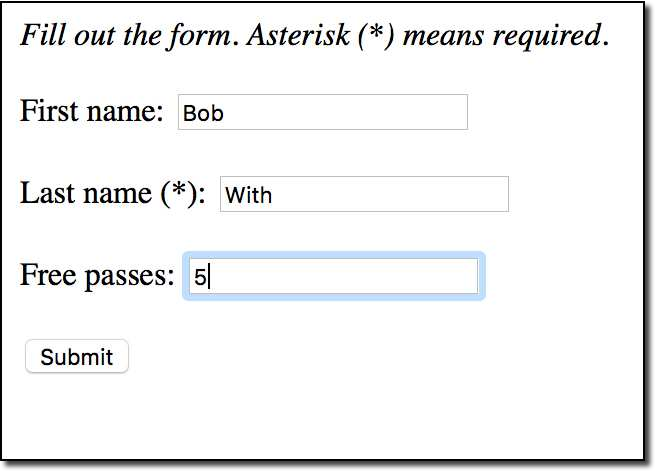 Fill out the form. Asterisk (*) means required.
First name: Bob
Last name (*): With
Free passes: 5
Submit